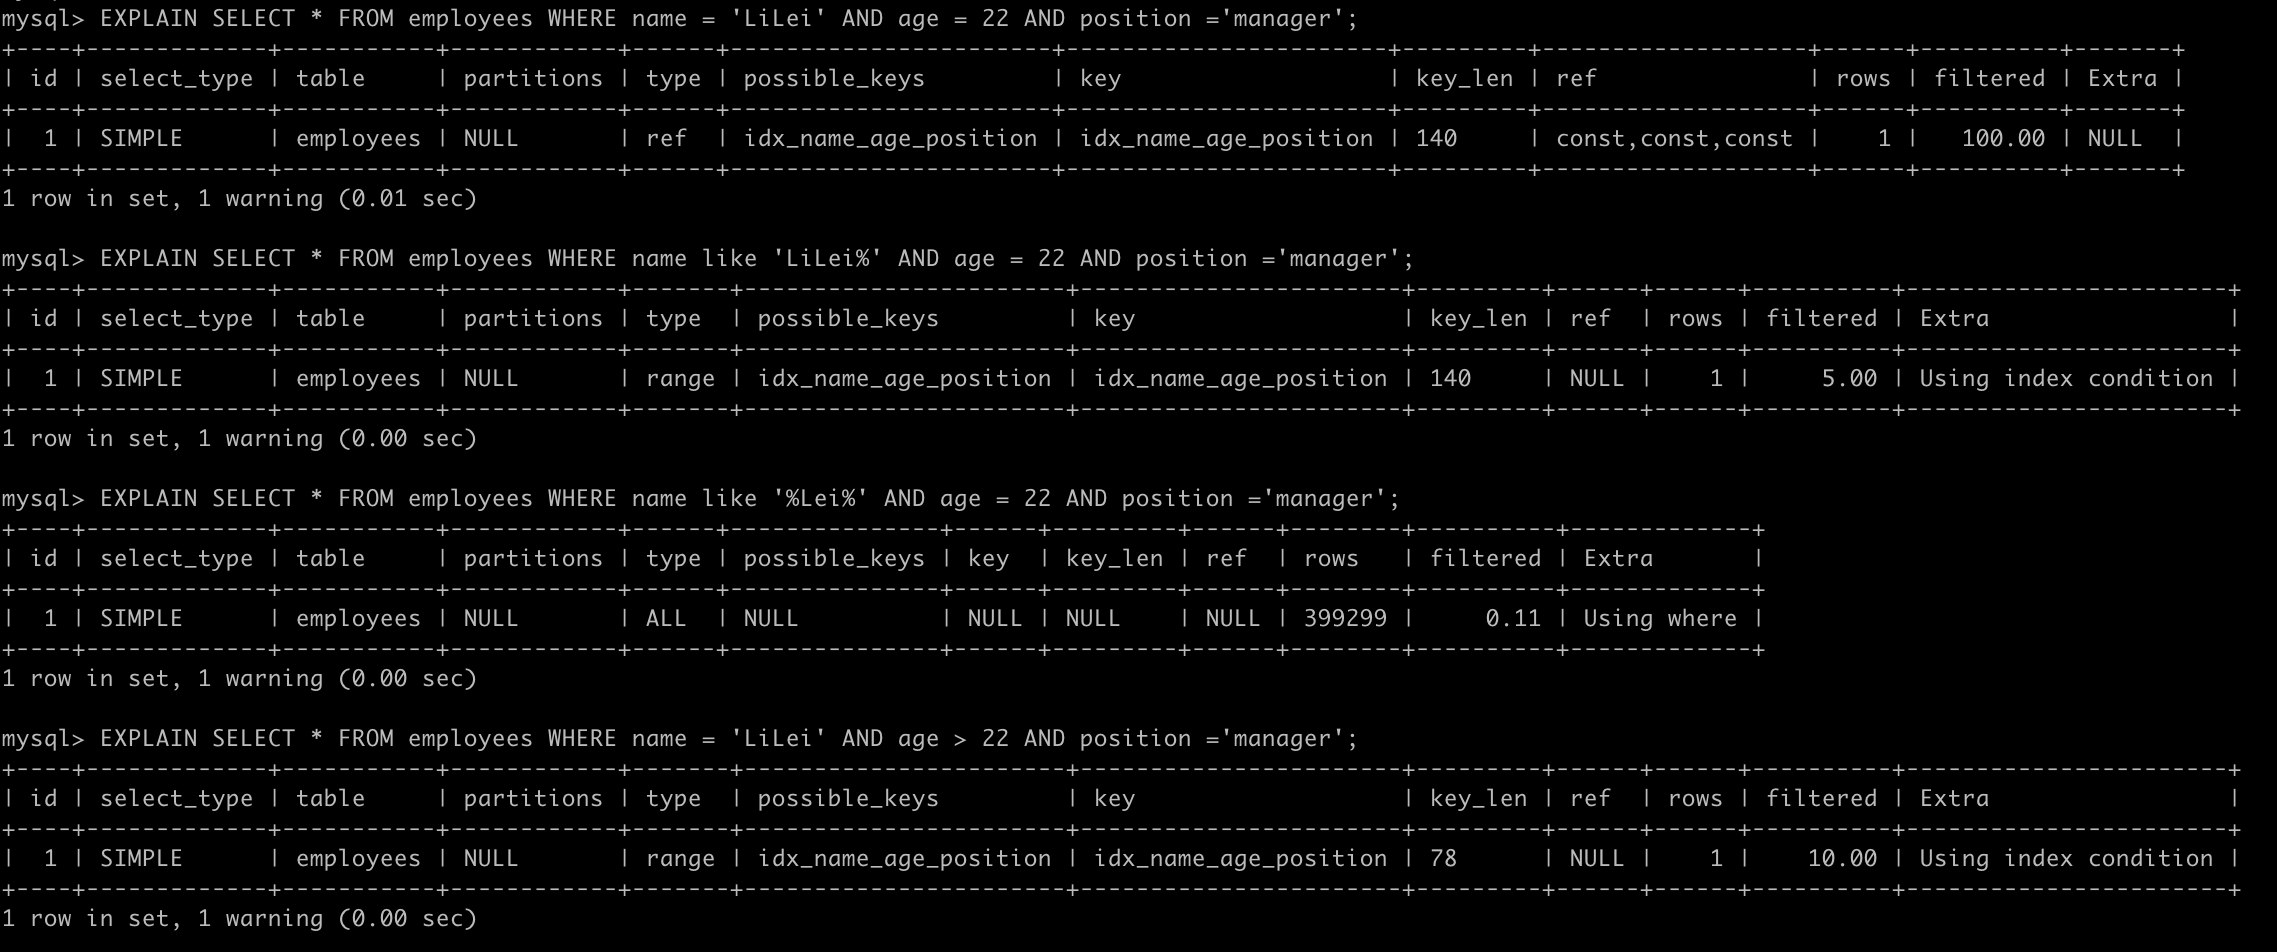 mysql> EXPLAIN SELECT * FROM employees WHERE name = 'LiLei' AND age = 22 AND position ='manager';
+----+-------------+-----------+------------+------+-----------------------+-----------------------+---------+-------------------+------+----------+-------+
| id | select_type | table     | partitions | type | possible_keys         | key                   | key_len | ref               | rows | filtered | Extra |
+----+-------------+-----------+------------+------+-----------------------+-----------------------+---------+-------------------+------+----------+-------+
|  1 | SIMPLE      | employees | NULL       | ref  | idx_name_age_position | idx_name_age_position | 140     | const,const,const |    1 |   100.00 | NULL  |
+----+-------------+-----------+------------+------+-----------------------+-----------------------+---------+-------------------+------+----------+-------+
1 row in set, 1 warning (0.01 sec)
mysql> EXPLAIN SELECT * FROM employees WHERE name like 'LiLei%' AND age = 22 AND position ='manager';
+----+-------------+-----------+------------+-------+-----------------------+-----------------------+---------+------+------+----------+-----------------------+
| id | select_type | table     | partitions | type  | possible_keys         | key                   | key_len | ref  | rows | filtered | Extra                 |
+----+-------------+-----------+------------+-------+-----------------------+-----------------------+---------+------+------+----------+-----------------------+
|  1 | SIMPLE      | employees | NULL       | range | idx_name_age_position | idx_name_age_position | 140     | NULL |    1 |     5.00 | Using index condition |
+----+-------------+-----------+------------+-------+-----------------------+-----------------------+---------+------+------+----------+-----------------------+
1 row in set, 1 warning (0.00 sec)
mysql> EXPLAIN SELECT * FROM employees WHERE name like '%Lei%' AND age = 22 AND position ='manager';
+----+-------------+-----------+------------+------+---------------+------+---------+------+--------+----------+-------------+
| id | select_type | table     | partitions | type | possible_keys | key  | key_len | ref  | rows   | filtered | Extra       |
+----+-------------+-----------+------------+------+---------------+------+---------+------+--------+----------+-------------+
|  1 | SIMPLE      | employees | NULL       | ALL  | NULL          | NULL | NULL    | NULL | 399299 |     0.11 | Using where |
+----+-------------+-----------+------------+------+---------------+------+---------+------+--------+----------+-------------+
1 row in set, 1 warning (0.00 sec)
mysql> EXPLAIN SELECT * FROM employees WHERE name = 'LiLei' AND age > 22 AND position ='manager';
+----+-------------+-----------+------------+-------+-----------------------+-----------------------+---------+------+------+----------+-----------------------+
| id | select_type | table     | partitions | type  | possible_keys         | key                   | key_len | ref  | rows | filtered | Extra                 |
+----+-------------+-----------+------------+-------+-----------------------+-----------------------+---------+------+------+----------+-----------------------+
|  1 | SIMPLE      | employees | NULL       | range | idx_name_age_position | idx_name_age_position | 78      | NULL |    1 |    10.00 | Using index condition |
+----+-------------+-----------+------------+-------+-----------------------+-----------------------+---------+------+------+----------+-----------------------+
1 row in set, 1 warning (0.00 sec)